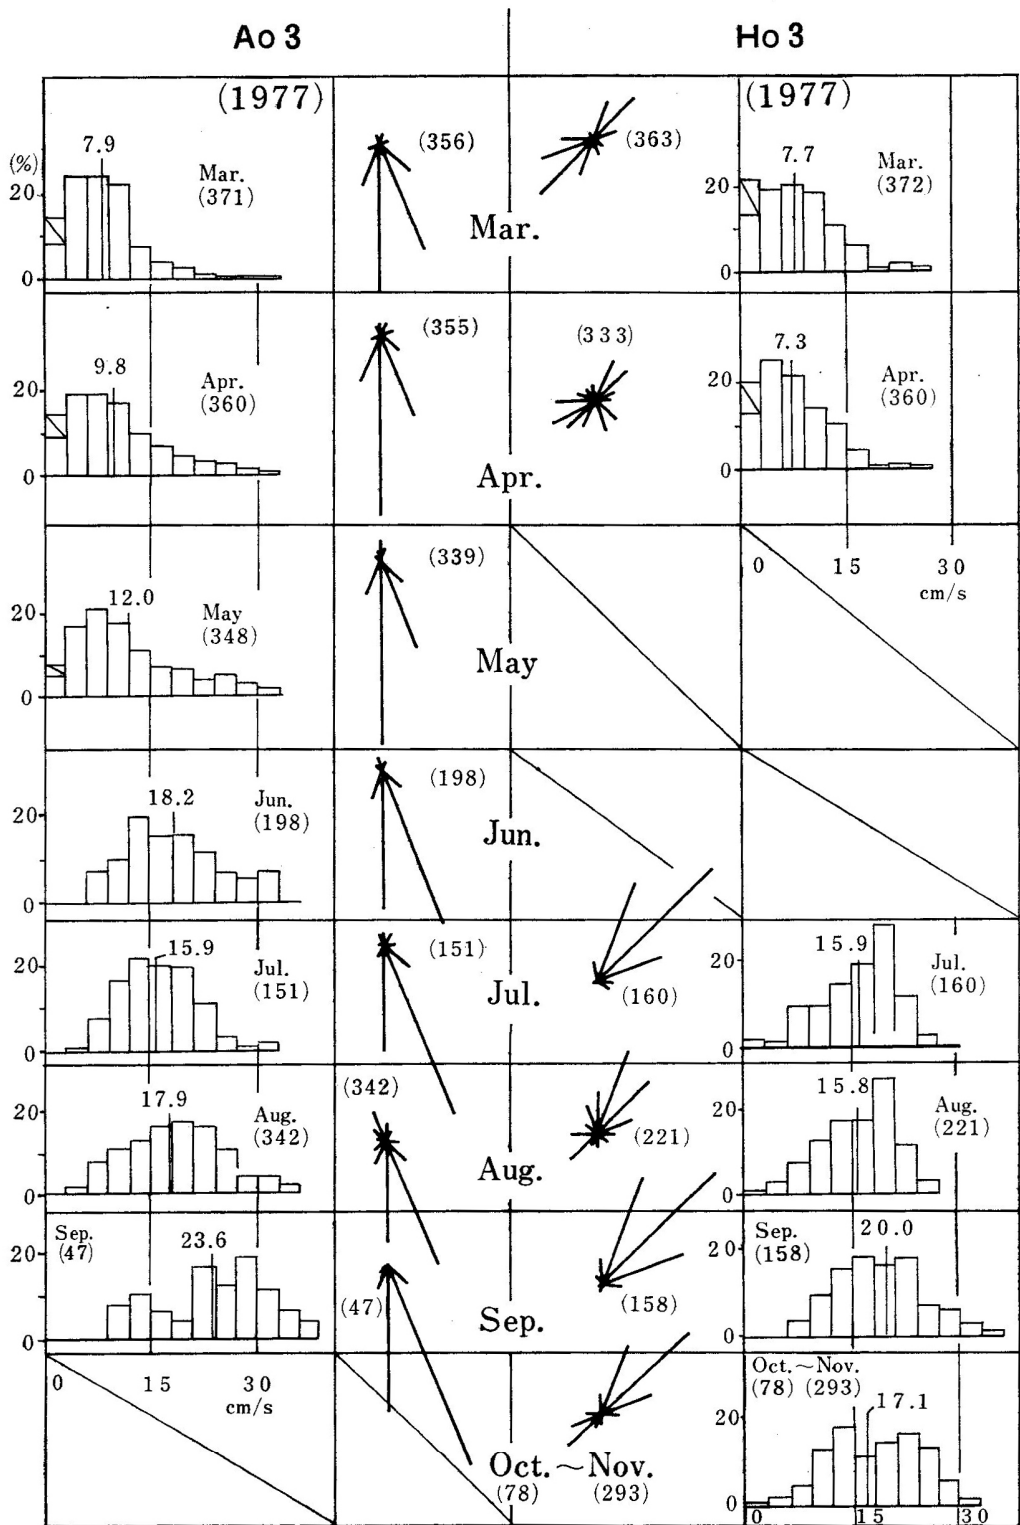 Ao 3 Ho 3
(1977) (1977)
7.9 (356) (363) 7.7
(%) Mar. Mar.
20 (371) 20 (372)
Mar.
0 0
(355) (333) 7.3
9.8 Apr. Apr.
20 (360) 20 (360)
0 Apr. 0
(339) 0 15 30
12.0 cm/s
20 May
(348)
May
0
18.2 (198)
20 Jun.
(198) Jun.
0
15.9 (151) 15.9
20 Jul. 20 Jul.
(151) Jul. (160) (160)
0 0
(342)
17.9 15.8
20 Aug. 20 Aug.
(342) (221) (221)
Aug.
0 0
Sep. 23.6 Sep. 20.0
(47) (158)
20 20
(47) (158)
Sep.
0 0
0 15 30 Oct.~Nov.
cm/s (78) (293)
17.1
20
Oct.~Nov.
(78) (293)
0
0 15 30